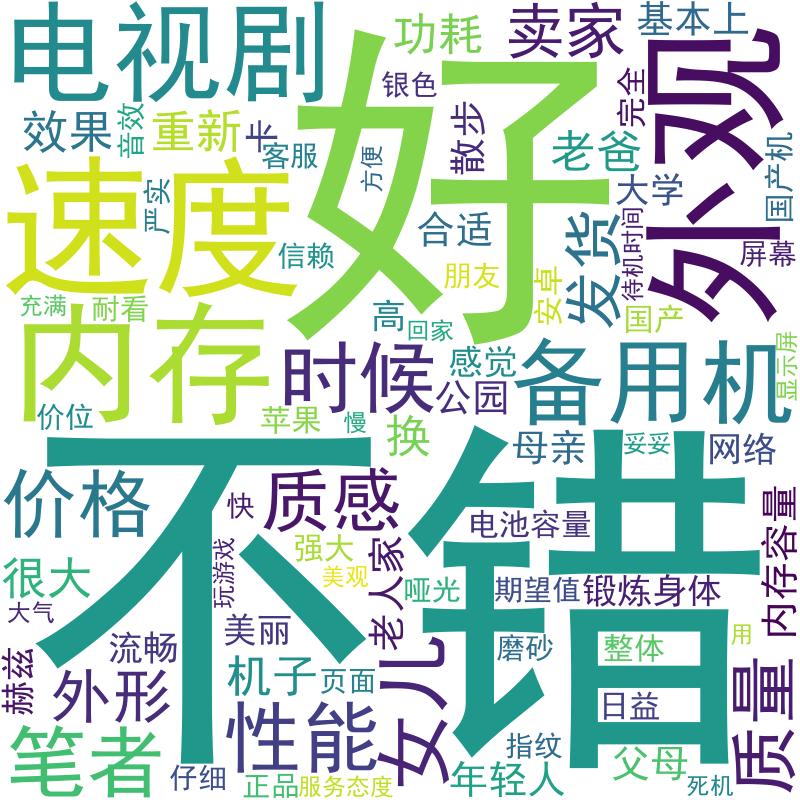 电视剧
好
功耗
卖家
基本上
外观
银色
完全
效果
音效
重新
卡
客服
方便
散步
老爸
国产机
速度
严实
信赖
合适
大学
待机时间
屏幕
发货
朋友
安卓
国产
充满
耐看
内存
高
回家
时候
感觉
公园
备用机
显示屏
价位
苹果
慢
换
母亲
妥妥
网络
不错
价格
快
质感
电池容量
内存容量
很大
玩游戏
强大
美观
老人家
哑光
期望值
锻炼身体
大气
流畅
美丽
女儿
磨砂
整体
用
赫兹
外形
机子
页面
日益
质量
笔者
性能
指纹
父母
仔细
正品
服务态度
年轻人
死机